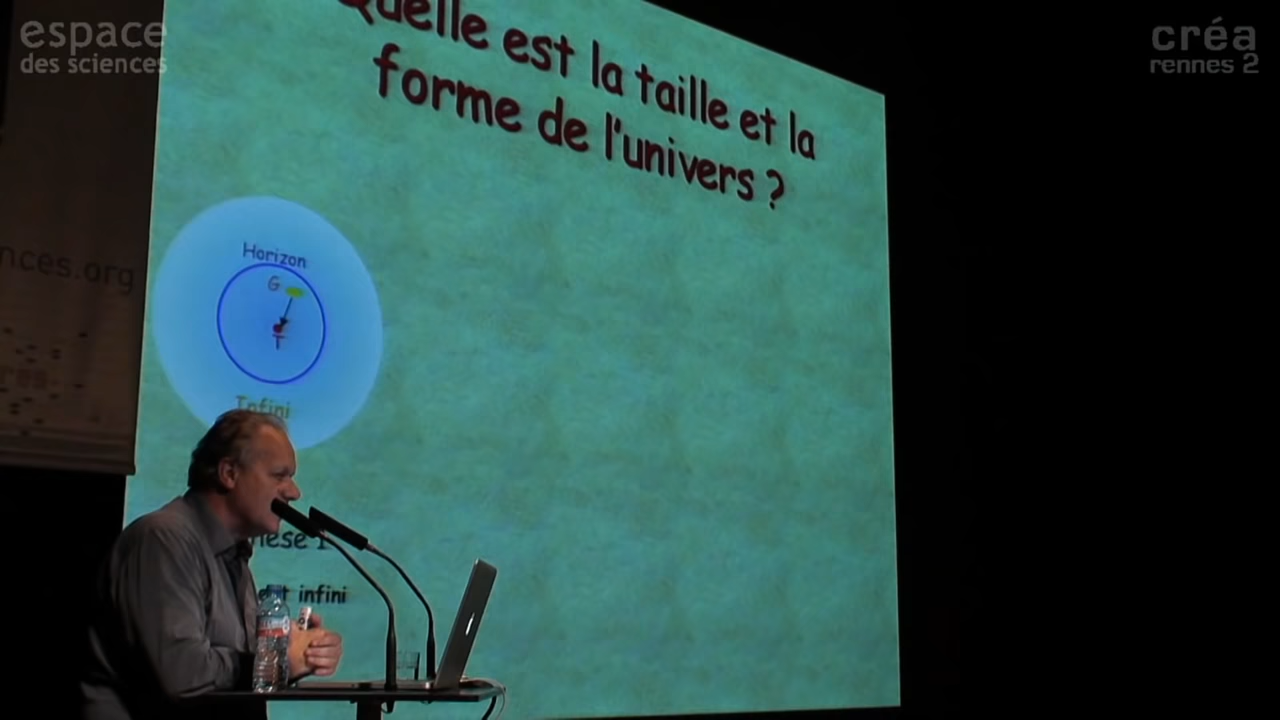 espace
des sciences
créa
rennes 2
Quelle est la taille et la
forme de l'univers ?
nces.org
Horizon
G
T
Infini
infini